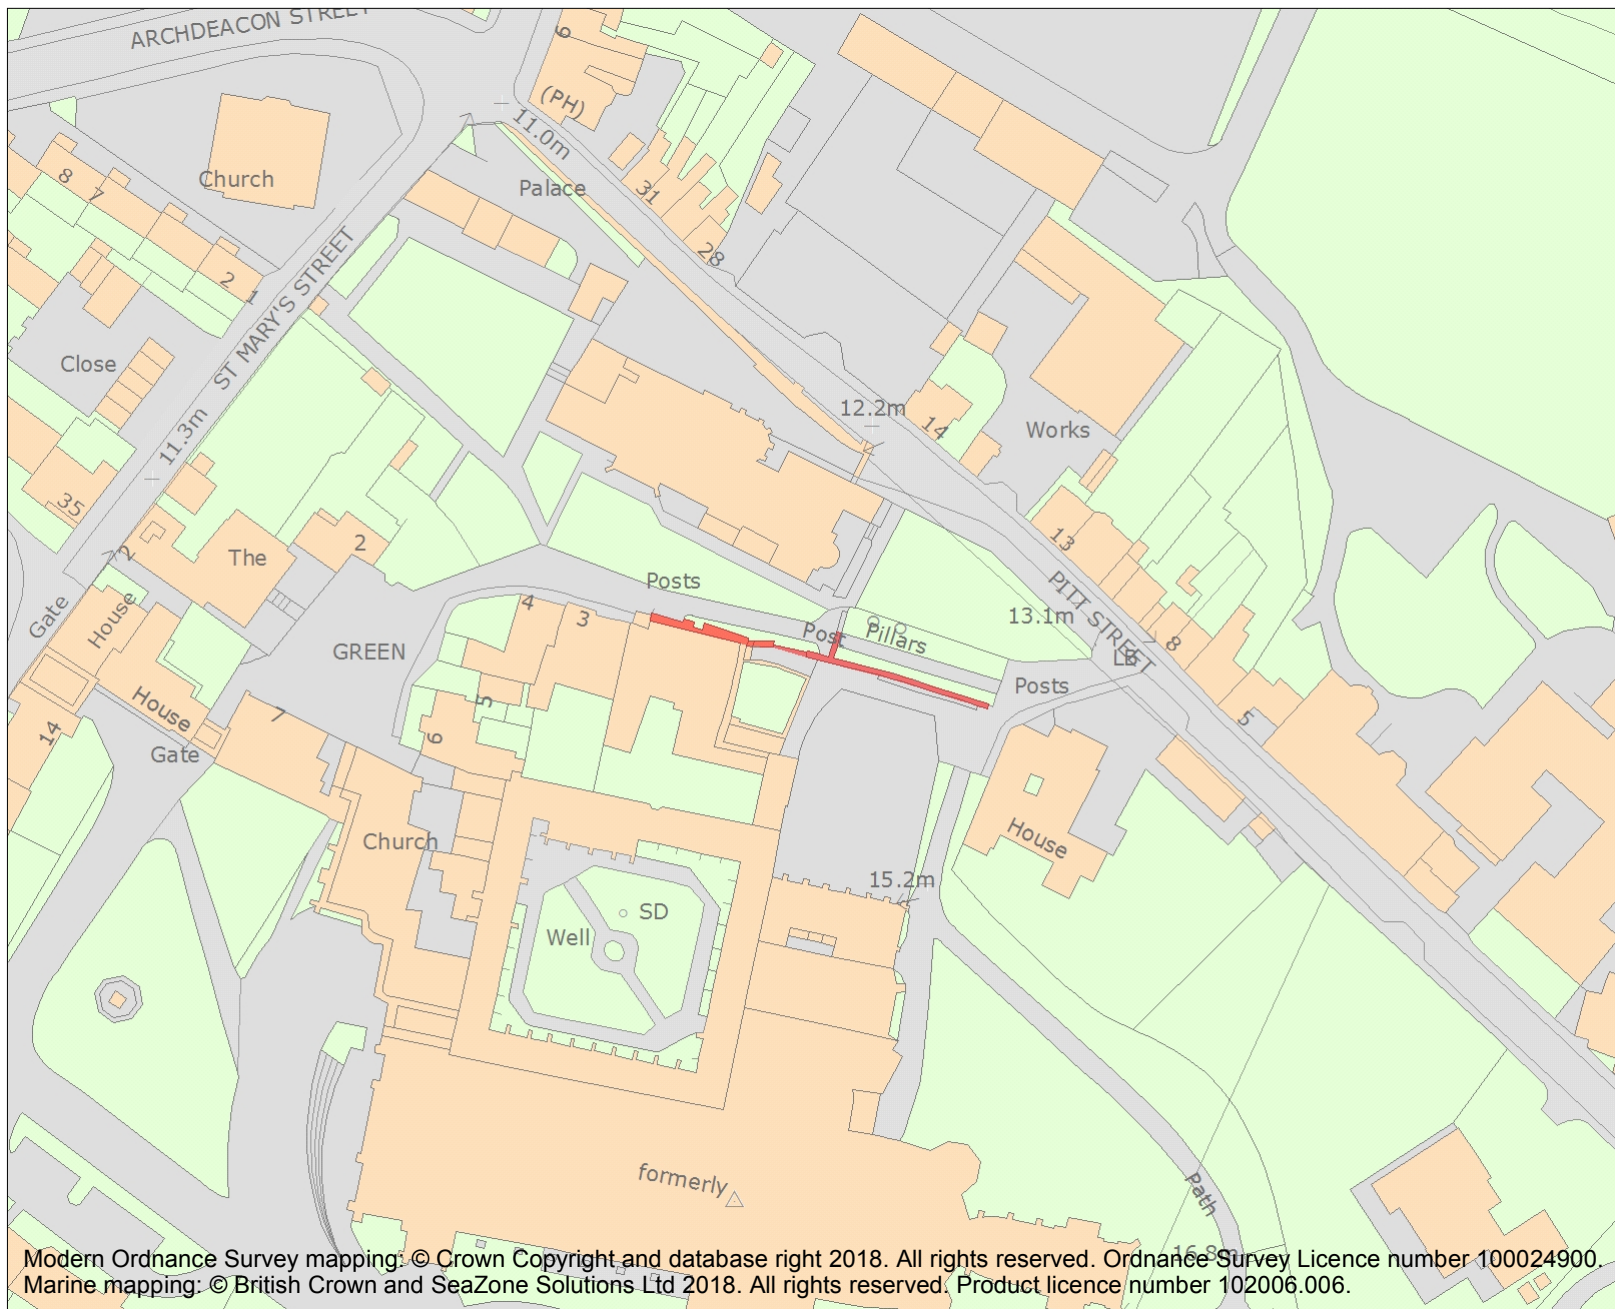 ARCHDEACON STREET
6
(PH)
11.0m
Church
Palace
8
7
31
28
2
1
ST MARY'S STREET
Close
11.3m
12.2m
14
Works
35
2
The
2
13
Posts
PITT STREET
Gate
House
4
3
Post
Pillars
13.1m
8
LB
GREEN
Posts
House
5
7
6
5
14
Gate
Church
House
15.2m
SD
Well
formerly
Path
16.8m
Modern Ordnance Survey mapping: © Crown Copyright and database right 2018. All rights reserved. Ordnance Survey Licence number 100024900.
Marine mapping: © British Crown and SeaZone Solutions Ltd 2018. All rights reserved. Product licence number 102006.006.